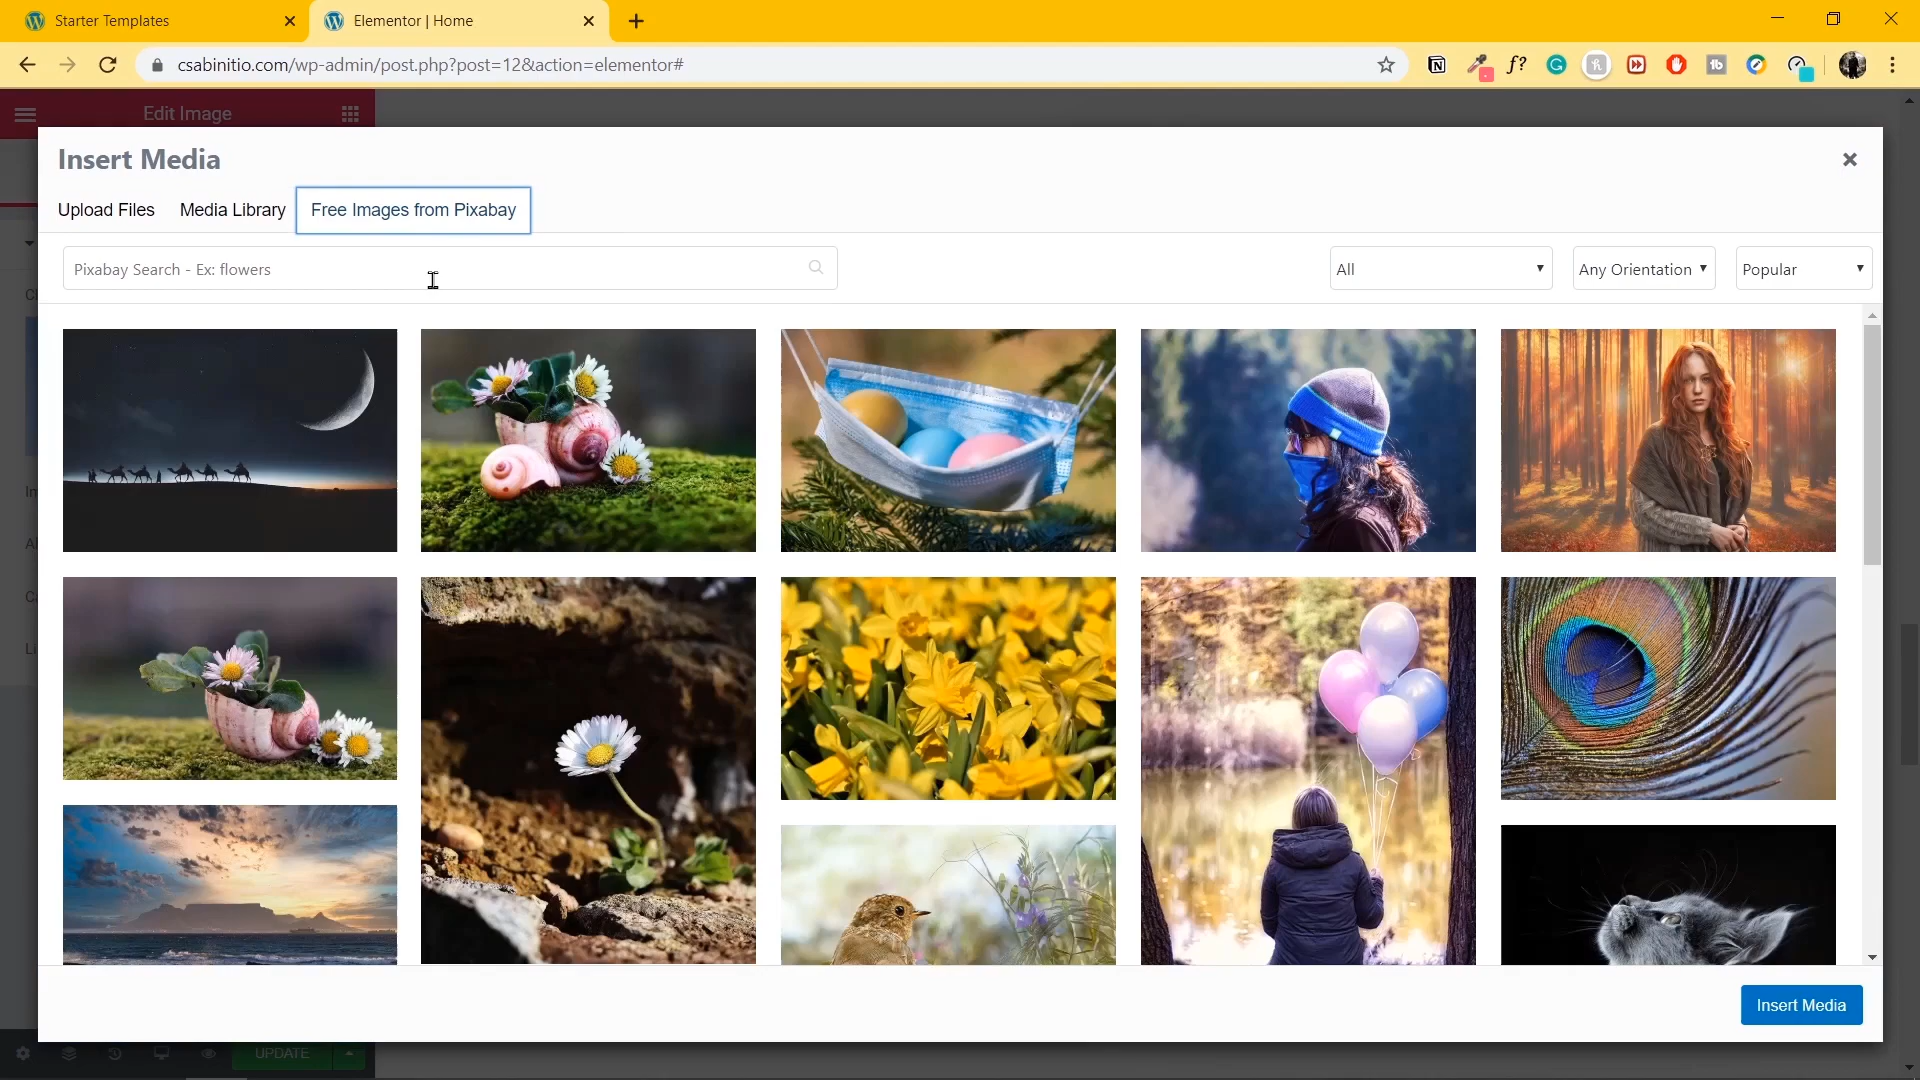 Starter Templates
Elementor | Home
csabinitio.com/wp-admin/post.php?post=12&action=elementor#
Edit Image
Insert Media
Upload Files
Media Library
Free Images from Pixabay
Pixabay Search - Ex: flowers
All
Any Orientation
Popular
Insert Media
UPDATE